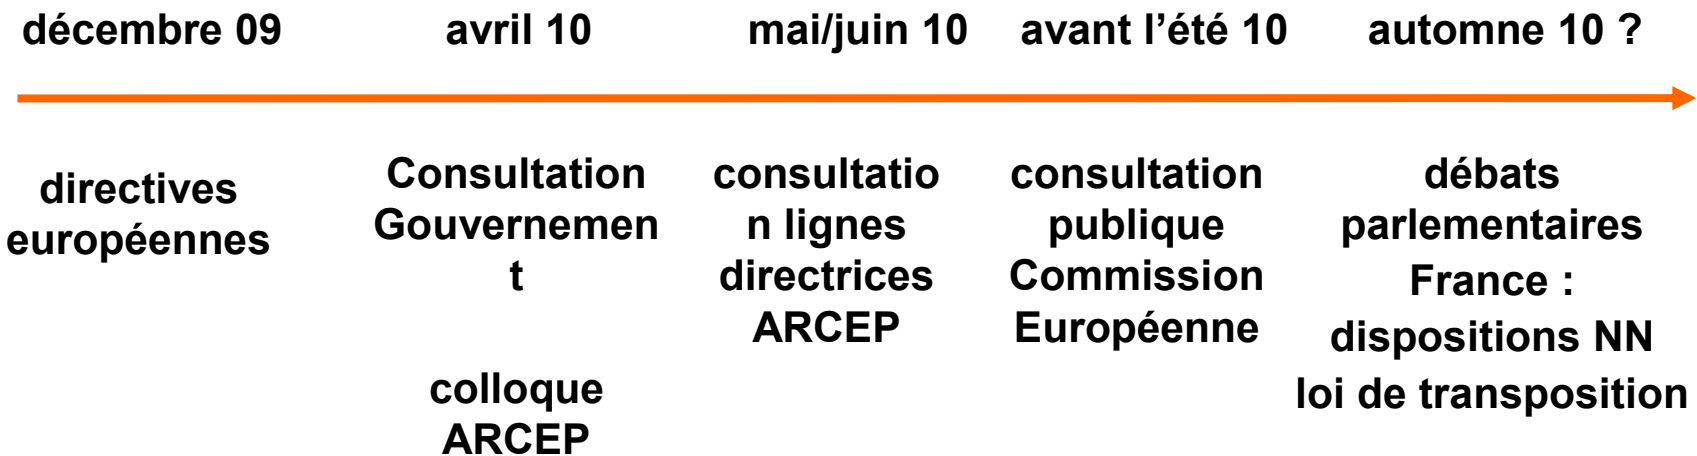 décembre 09
avril 10
mai/juin 10
avant l’été 10
automne 10 ?
directives
européennes
Consultation
Gouvernemen
t
colloque
ARCEP
consultatio
n lignes
directrices
ARCEP
consultation
publique
Commission
Européenne
débats
parlementaires
France :
dispositions NN
loi de transposition